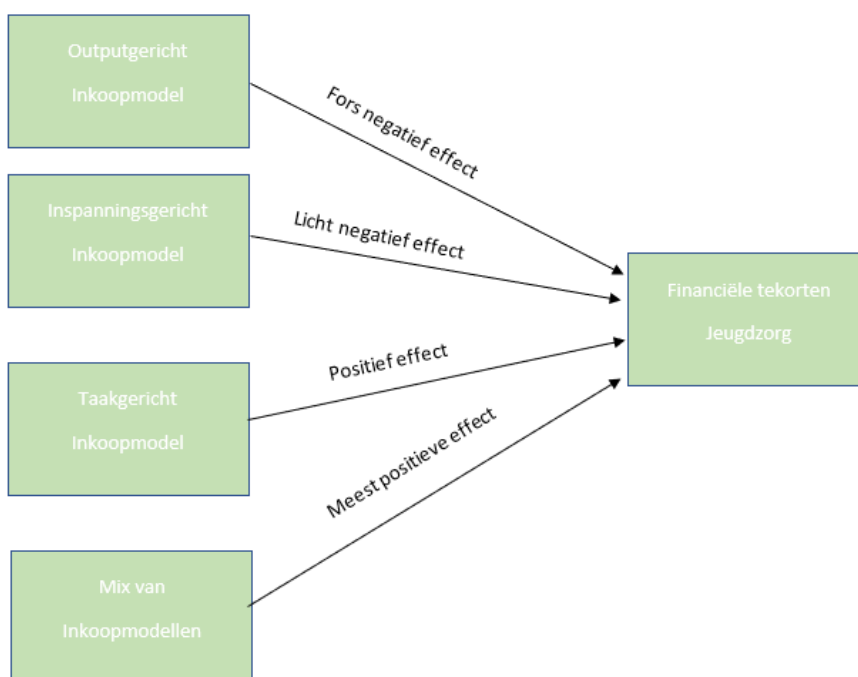 Outputgericht
Inkoopmodel
Fors negatief effect
Inspanningsgericht
Inkoopmodel
Licht negatief effect
Financiële tekorten
Jeugdzorg
Taakgericht
Inkoopmodel
Positief effect
Meest positieve effect
Mix van
Inkoopmodellen